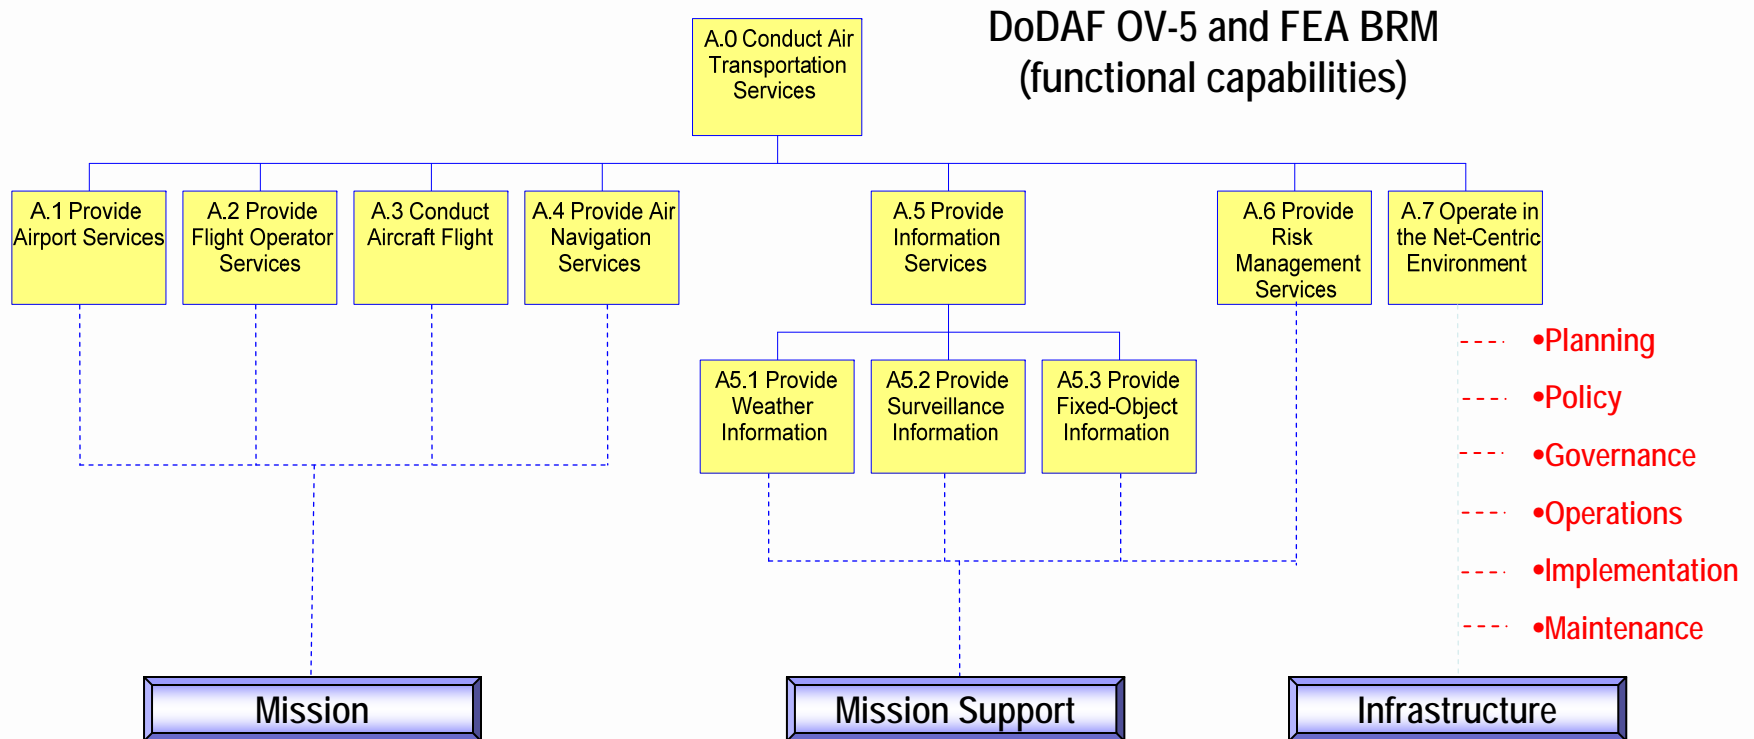 DoDAF OV-5 and FEA BRM
(functional capabilities)
A.0 Conduct Air
Transportation
Services
A.1 Provide
Airport Services
A.2 Provide
Flight Operator
Services
A.3 Conduct
Aircraft Flight
A.4 Provide Air
Navigation
Services
A.5 Provide
Information
Services
A.6 Provide
Risk
Management
Services
A.7 Operate in
the Net-Centric
Environment
A5.1 Provide
Weather
Information
A5.2 Provide
Surveillance
Information
A5.3 Provide
Fixed-Object
Information
•Planning
•Policy
•Governance
•Operations
•Implementation
•Maintenance
Mission
Mission Support
Infrastructure